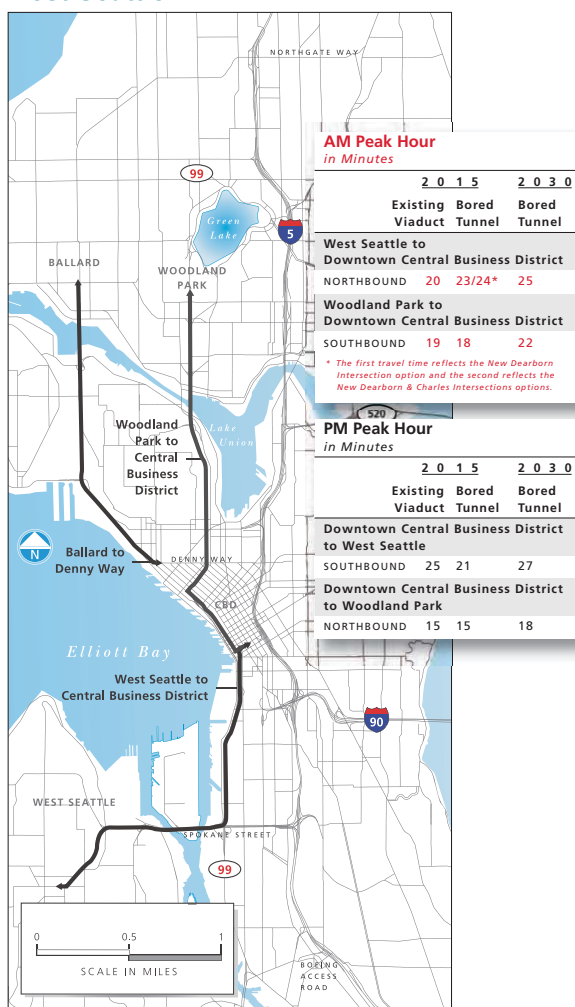 NORTHGATE WAY
99
Green
Lake
5
BALLARD
WOODLAND
PARK
Woodland
Park to
Central
Business
District
Lake
Union
520
N
Ballard to
Denny Way
DENNY WAY
CBD
Elliott Bay
West Seattle to
Central Business District
90
WEST SEATTLE
SPOKANE STREET
99
0 0.5 1
SCALE IN MILES
BOEING
ACCESS
ROAD
AM Peak Hour
in Minutes
2015 2030
Existing Bored Bored
Viaduct Tunnel Tunnel
West Seattle to
Downtown Central Business District
NORTHBOUND 20 23/24* 25
Woodland Park to
Downtown Central Business District
SOUTHBOUND 19 18 22
* The first travel time reflects the New Dearborn
Intersection option and the second reflects the
New Dearborn & Charles Intersections options.
PM Peak Hour
in Minutes
2015 2030
Existing Bored Bored
Viaduct Tunnel Tunnel
Downtown Central Business District
to West Seattle
SOUTHBOUND 25 21 27
Downtown Central Business District
to Woodland Park
NORTHBOUND 15 15 18